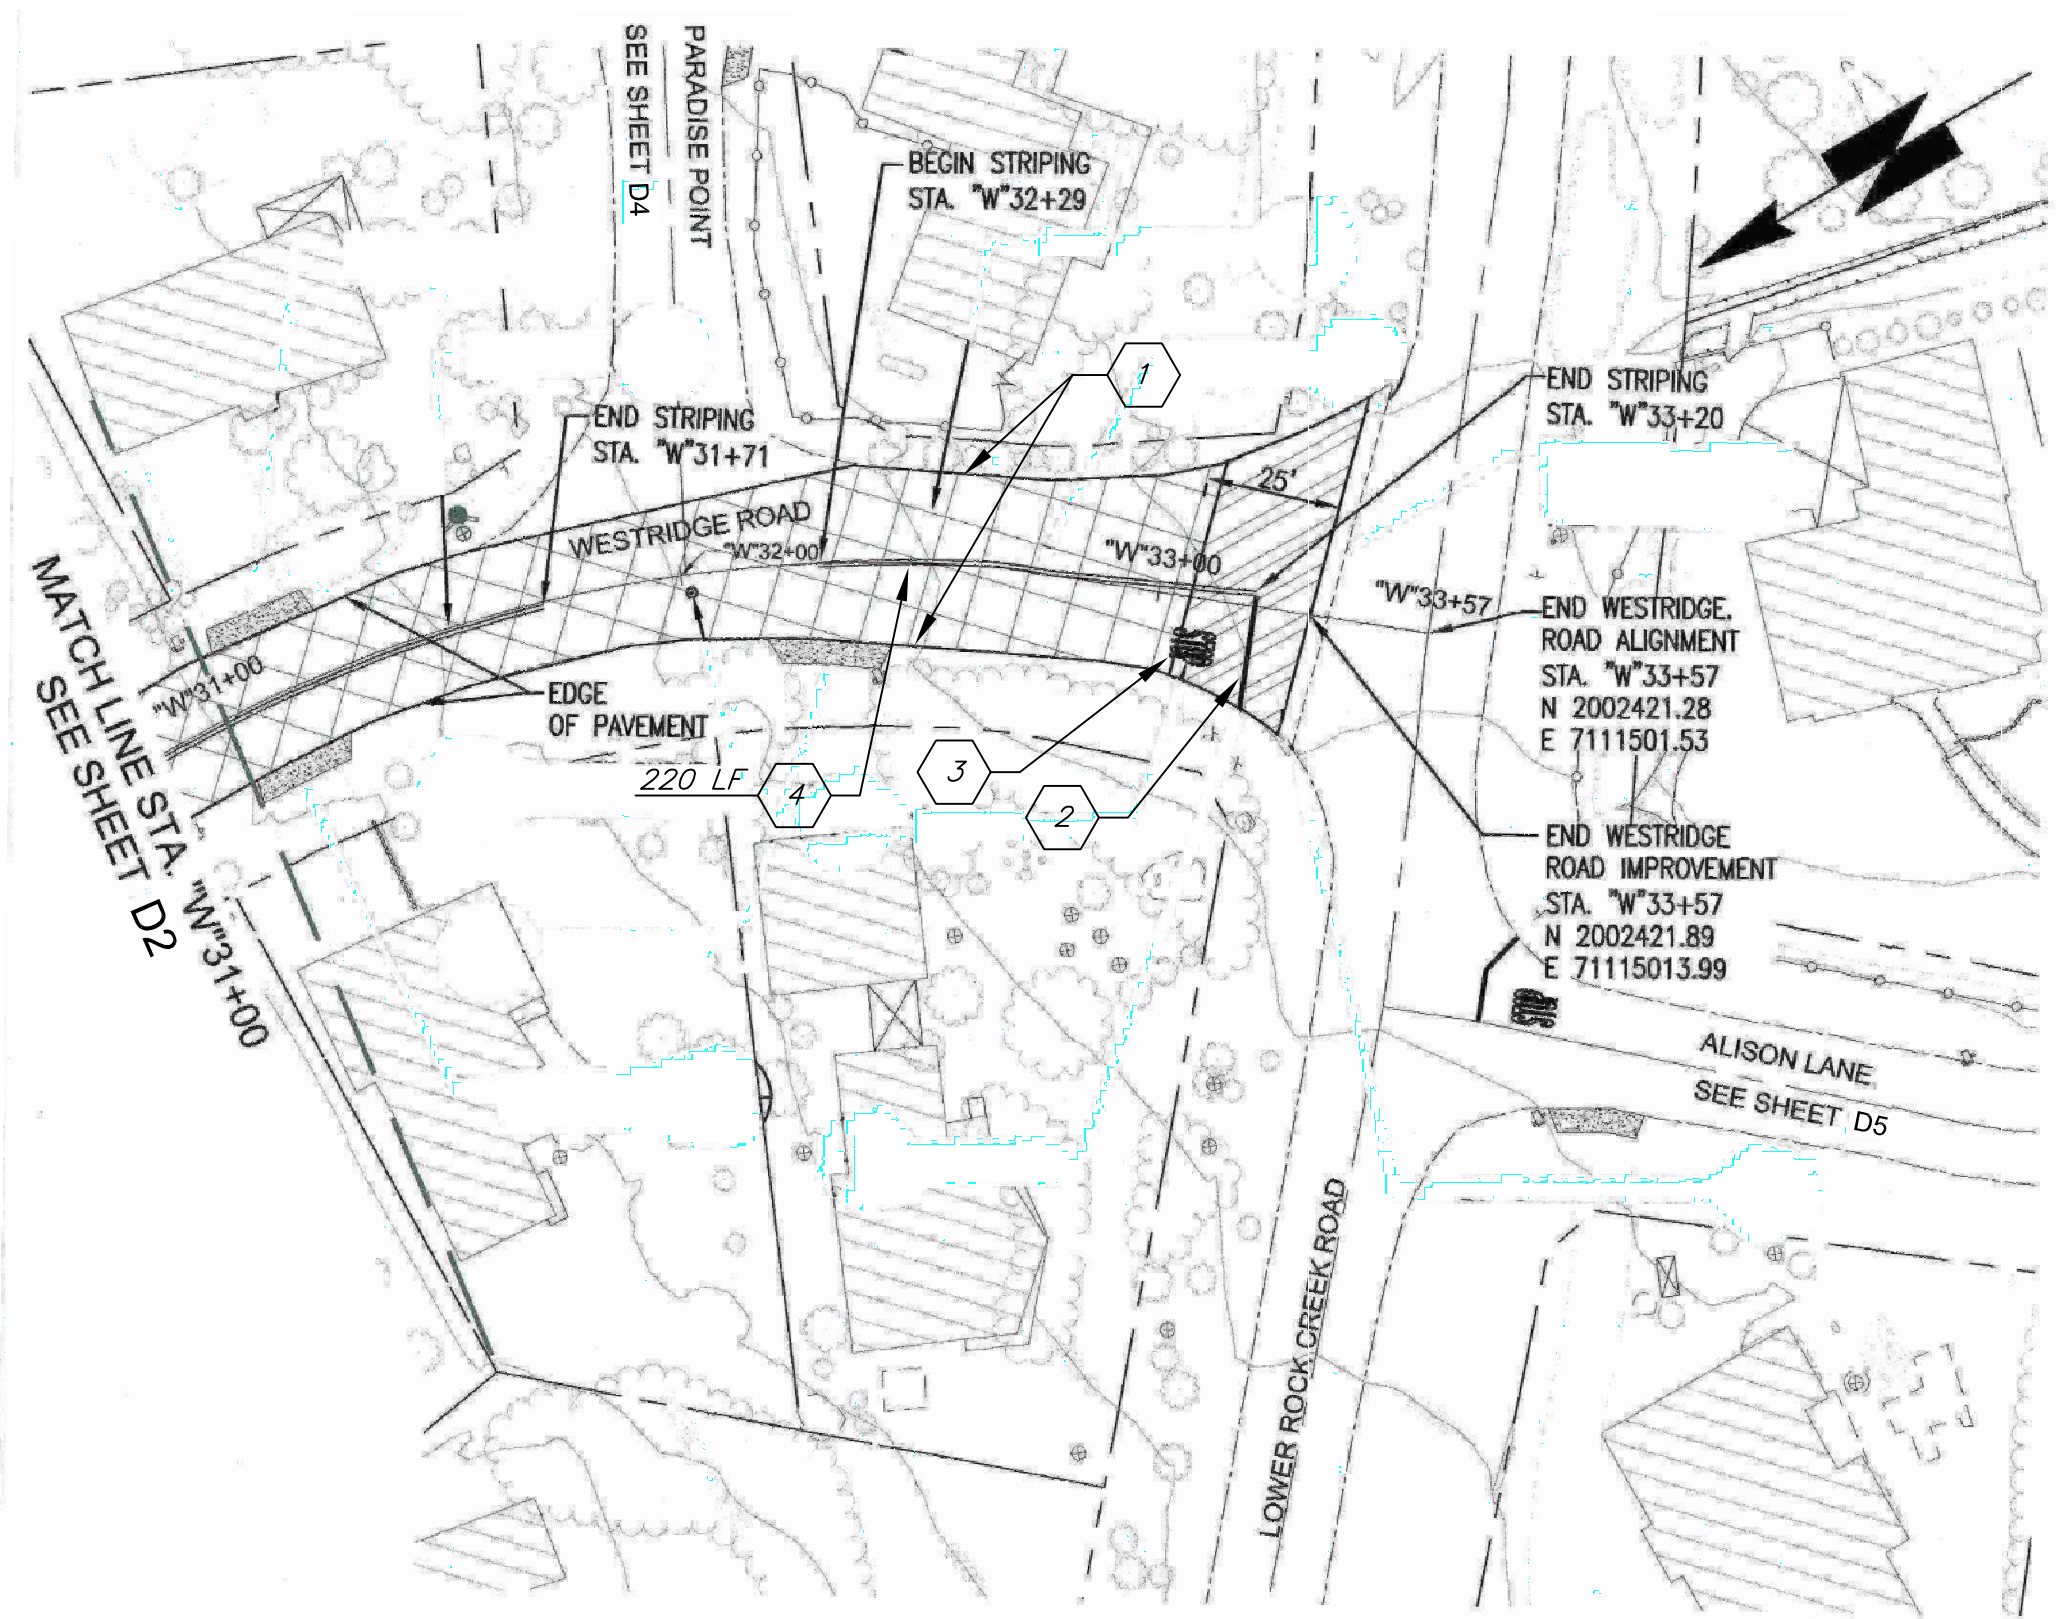 PARADISE POINT
SEE SHEET D4
BEGIN STRIPING
STA. "W"32+29
1
END STRIPING
STA. "W"33+20
END STRIPING
STA. "W"31+71
25'
WESTRIDGE ROAD
"W"32+00
"W"33+00
"W"33+57
END WESTRIDGE.
ROAD ALIGNMENT
STA. "W"33+57
N 2002421.28
E 7111501.53
STOP
"W"31+00
EDGE
OF PAVEMENT
MATCH LINE STA. "W"31+00
SEE SHEET D2
220 LF
4
3
2
END WESTRIDGE
ROAD IMPROVEMENT
STA. "W"33+57
N 2002421.89
E 71115013.99
STOP
ALISON LANE
SEE SHEET D5
LOWER ROCK CREEK ROAD